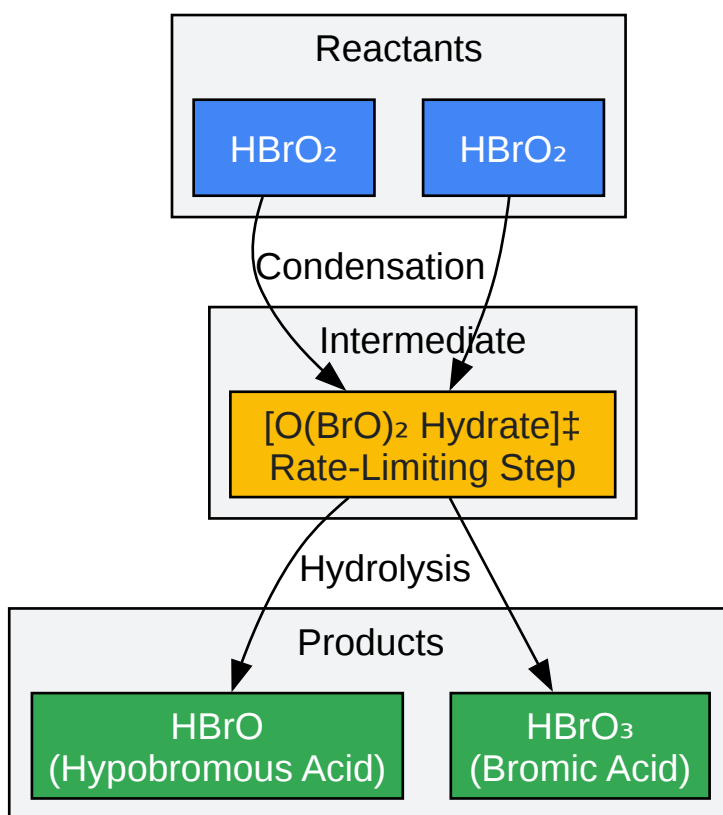 Reactants
HBrO₂
HBrO₂
Condensation
Intermediate
[O(BrO)₂ Hydrate]‡
Rate-Limiting Step
Hydrolysis
Products
HBrO
(Hypobromous Acid)
HBrO₃
(Bromic Acid)